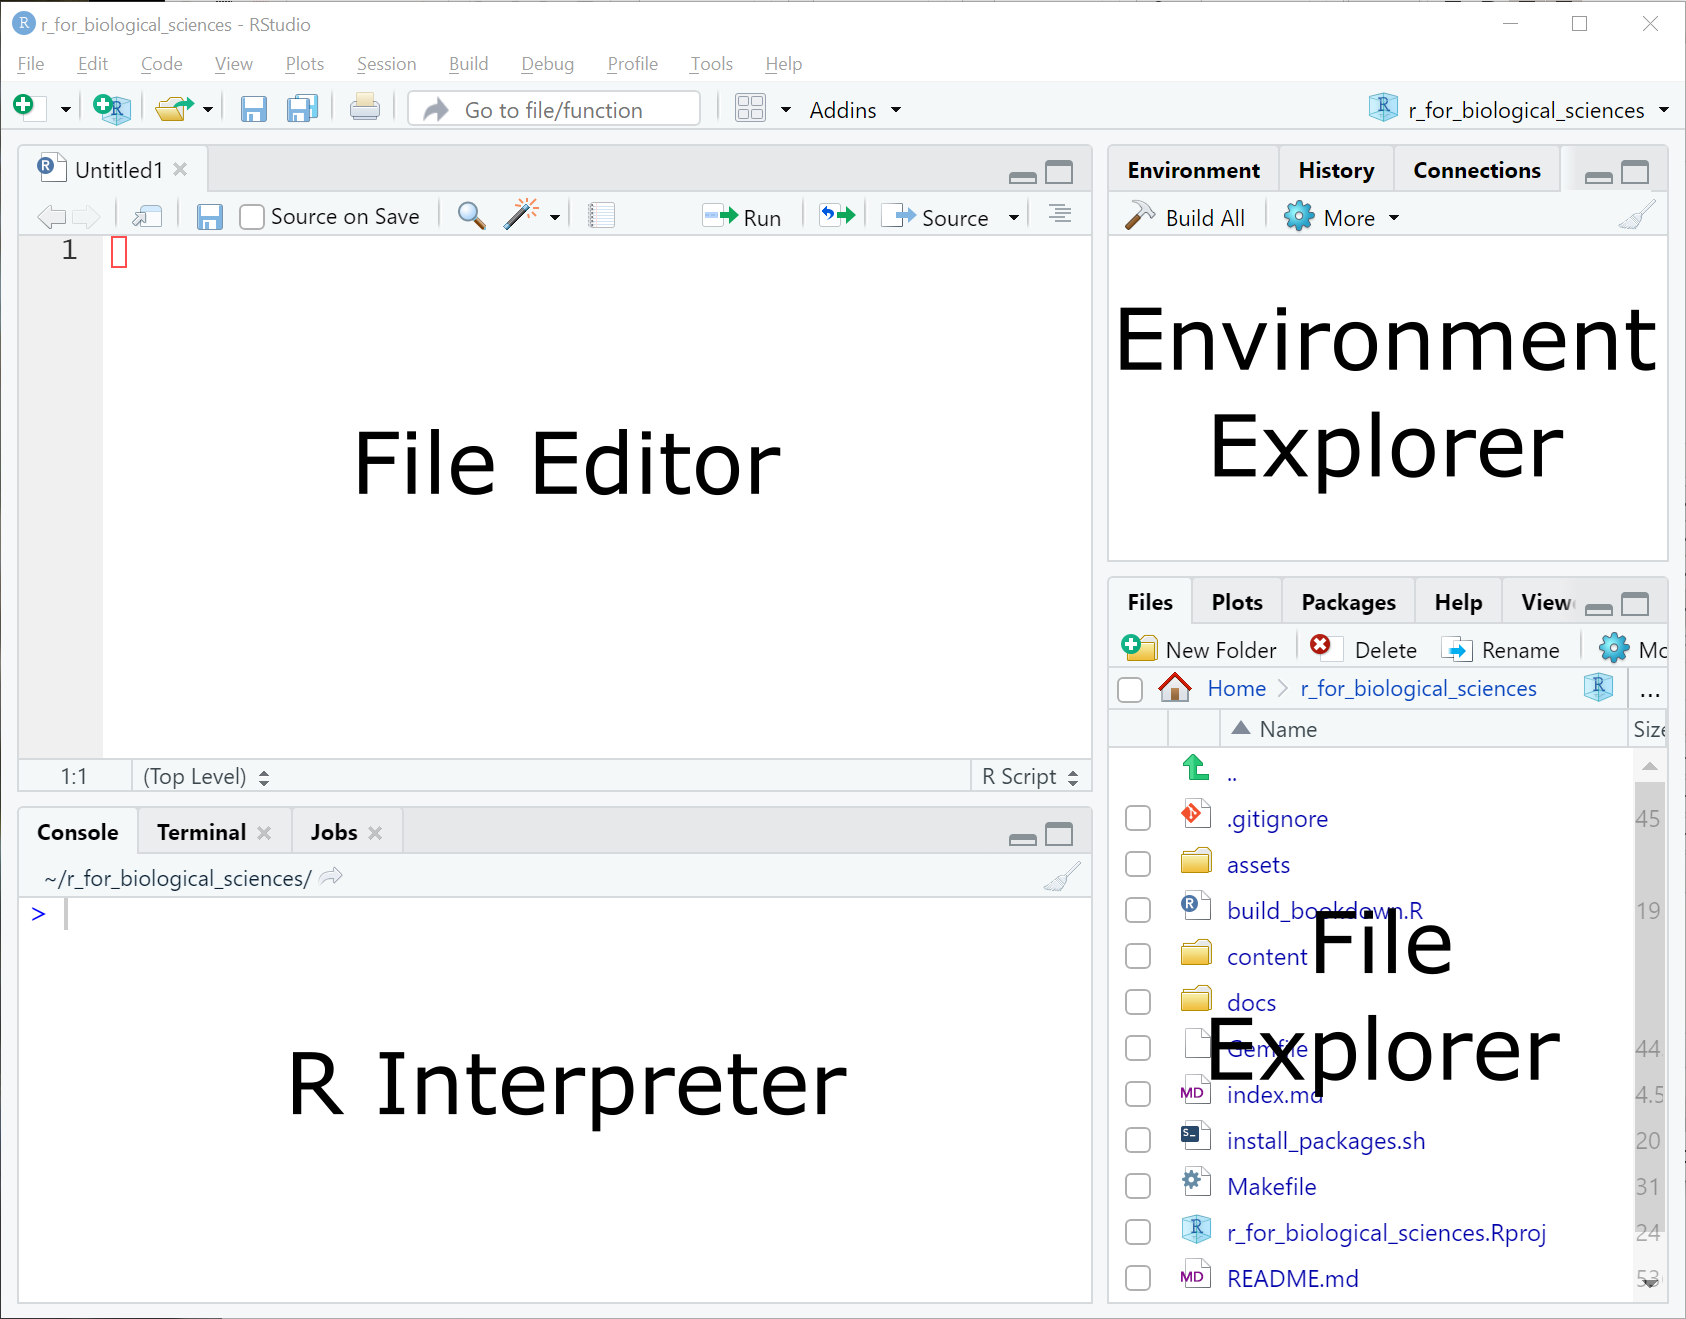 r_for_biological_sciences - RStudio
File Edit Code View Plots Session Build Debug Profile Tools Help
Go to file/function Addins r_for_biological_sciences
Untitled1
Source on Save Run Source
1
File Editor
1:1 (Top Level) R Script
Console Terminal Jobs
~/r_for_biological_sciences/
>
R Interpreter
Environment History Connections
Build All More
Environment
Explorer
Files Plots Packages Help View
New Folder Delete Rename Mo
Home r_for_biological_sciences ...
Name Size
..
.gitignore 45
assets
build_bookdown.R 19
content
docs
Gemfile 44
index.md 4.5
install_packages.sh 20
Makefile 31
r_for_biological_sciences.Rproj 24
README.md 53
File
Explorer